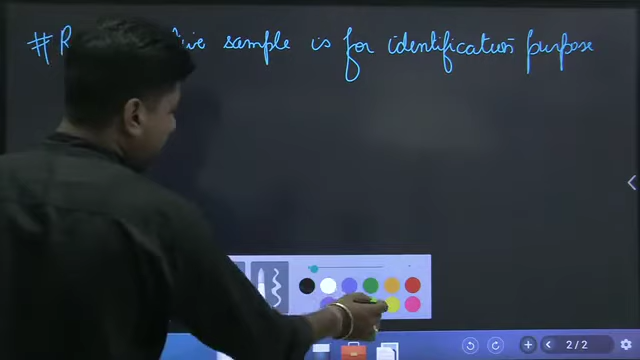 # sample is for identification purpose
2/2